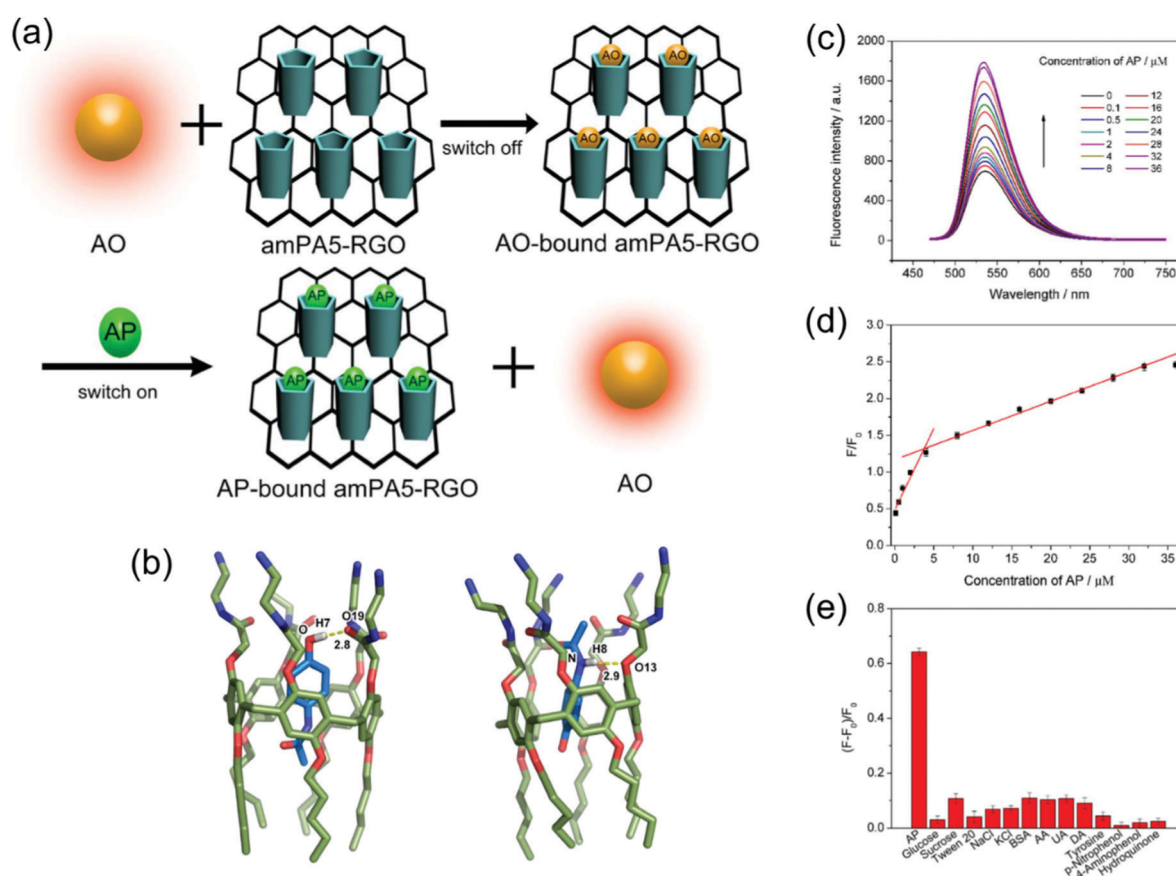 (a)
AO
amPA5-RGO
switch off
AO AO
AO AO AO
AO-bound amPA5-RGO
AP
switch on
AP AP
AP AP AP
AP-bound amPA5-RGO
AO
(b)
O H7 O19
2.8
N H8
2.9 O13
(c)
Fluorescence intensity / a.u.
2000
1800
1600
1400
1200
1000
800
600
400
200
0
Concentration of AP / μM
0 12
0.1 16
0.5 20
1 24
2 28
4 32
8 36
450 500 550 600 650 700 750
Wavelength / nm
(d)
F/F0
3.0
2.5
2.0
1.5
1.0
0.5
0.0
0 5 10 15 20 25 30 35
Concentration of AP / μM
(e)
(F-F0)/F0
0.8
0.6
0.4
0.2
0.0
AP
Glucose
Sucrose
Tween 20
NaCl
KCl
BSA
AA
UA
DA
Tyrosine
p-Nitrophenol
4-Aminophenol
Hydroquinone